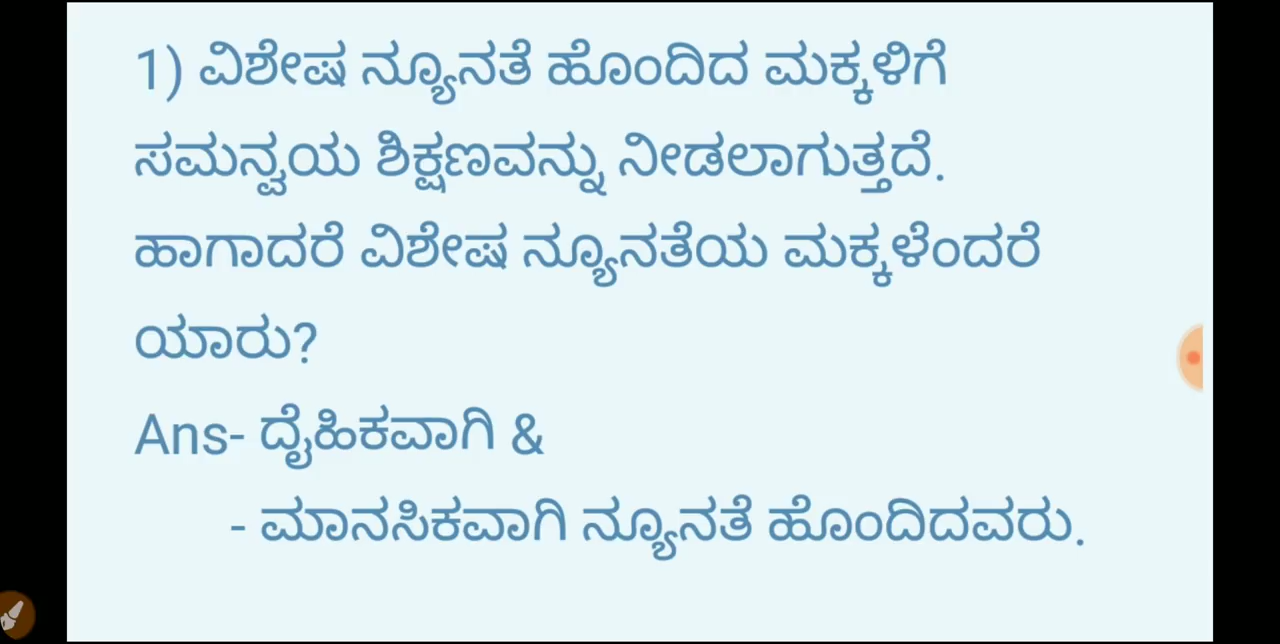 1) ವಿಶೇಷ ನ್ಯೂನತೆ ಹೊಂದಿದ ಮಕ್ಕಳಿಗೆ
ಸಮನ್ವಯ ಶಿಕ್ಷಣವನ್ನು ನೀಡಲಾಗುತ್ತದೆ.
ಹಾಗಾದರೆ ವಿಶೇಷ ನ್ಯೂನತೆಯ ಮಕ್ಕಳೆಂದರೆ
ಯಾರು?
Ans- ದೈಹಿಕವಾಗಿ &
- ಮಾನಸಿಕವಾಗಿ ನ್ಯೂನತೆ ಹೊಂದಿದವರು.